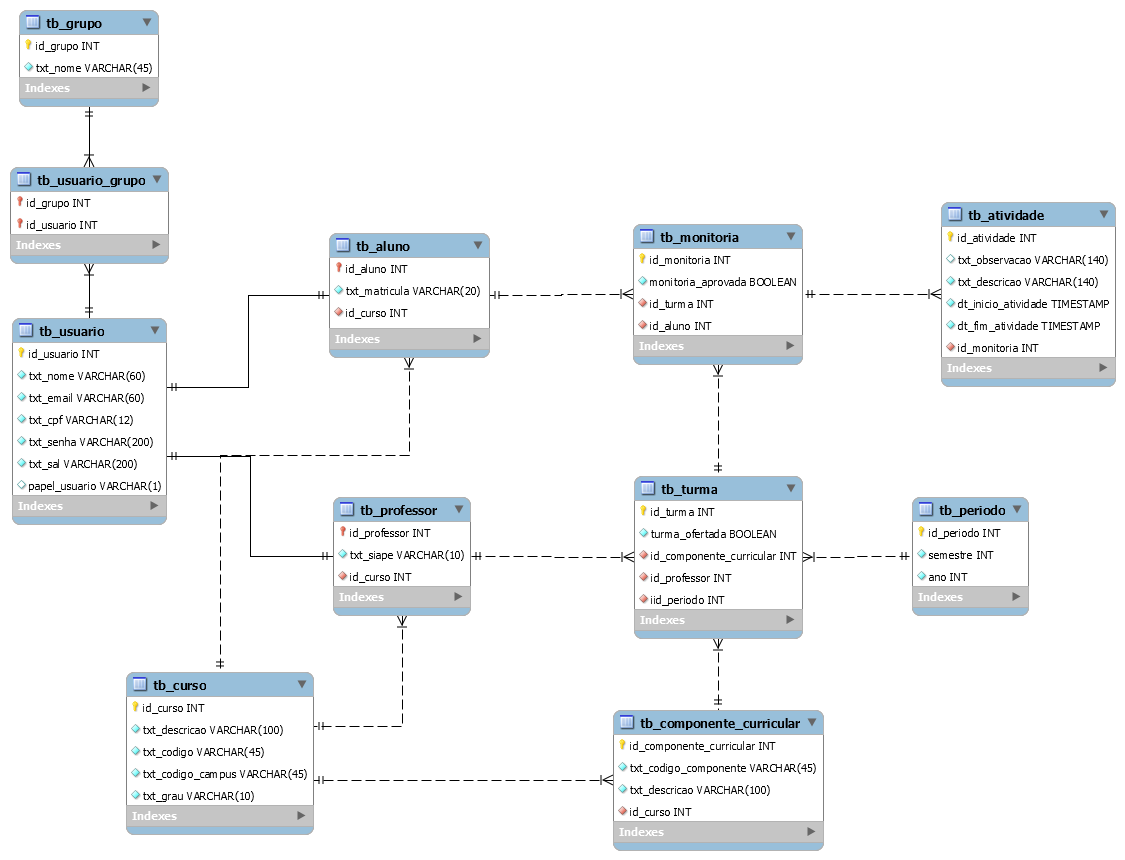 tb_grupo
id_grupo INT
txt_nome VARCHAR(45)
Indexes
tb_usuario_grupo
id_grupo INT
id_usuario INT
Indexes
tb_usuario
id_usuario INT
txt_nome VARCHAR(60)
txt_email VARCHAR(60)
txt_cpf VARCHAR(12)
txt_senha VARCHAR(200)
txt_sal VARCHAR(200)
papel_usuario VARCHAR(1)
Indexes
tb_aluno
id_aluno INT
txt_matricula VARCHAR(20)
id_curso INT
Indexes
tb_monitoria
id_monitoria INT
monitoria_aprovada BOOLEAN
id_turma INT
id_aluno INT
Indexes
tb_atividade
id_atividade INT
txt_observacao VARCHAR(140)
txt_descricao VARCHAR(140)
dt_inicio_atividade TIMESTAMP
dt_fim_atividade TIMESTAMP
id_monitoria INT
Indexes
tb_professor
id_professor INT
txt_siape VARCHAR(10)
id_curso INT
Indexes
tb_turma
id_turma INT
turma_ofertada BOOLEAN
id_componente_curricular INT
id_professor INT
iid_periodo INT
Indexes
tb_periodo
id_periodo INT
semestre INT
ano INT
Indexes
tb_curso
id_curso INT
txt_descricao VARCHAR(100)
txt_codigo VARCHAR(45)
txt_codigo_campus VARCHAR(45)
txt_grau VARCHAR(10)
Indexes
tb_componente_curricular
id_componente_curricular INT
txt_codigo_componente VARCHAR(45)
txt_descricao VARCHAR(100)
id_curso INT
Indexes